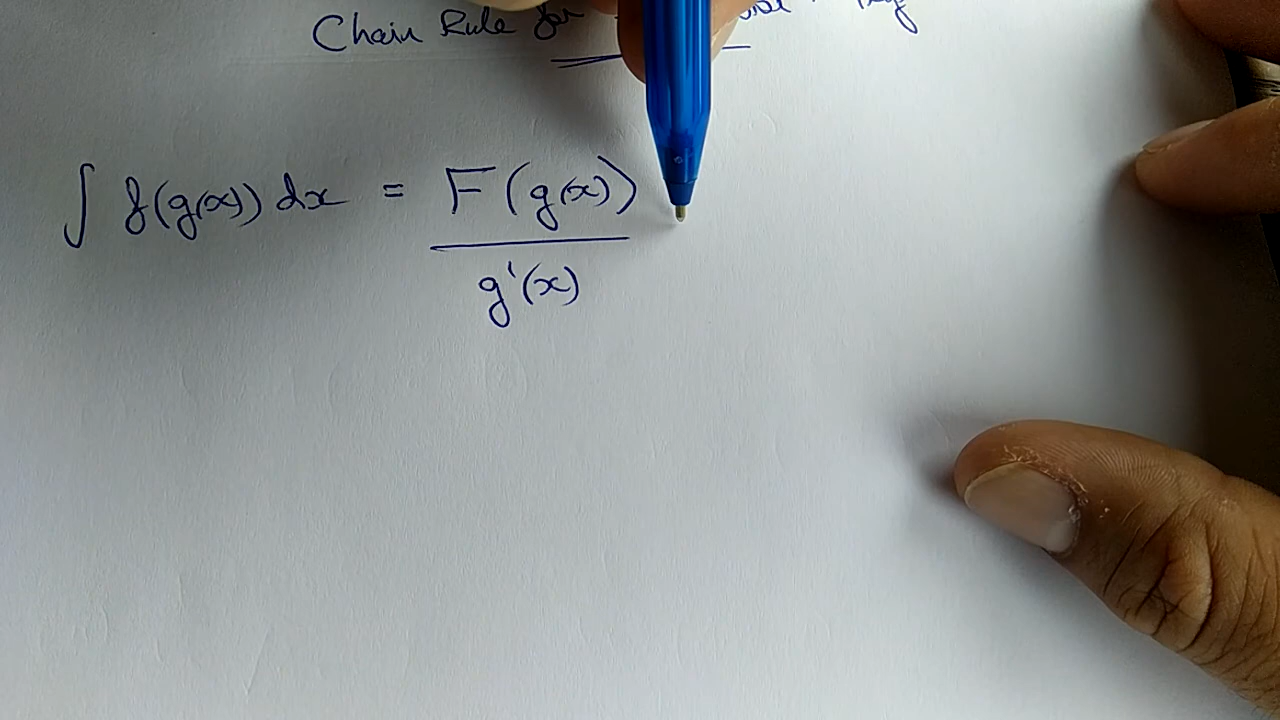 Chain Rule for
∫ f(g(x)) dx = F(g(x)) / g'(x)